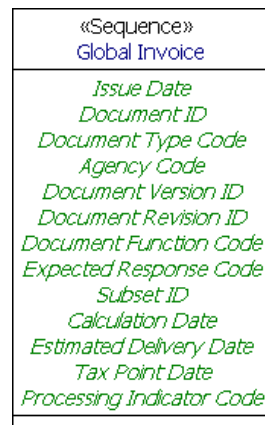 «Sequence»
Global Invoice
Issue Date
Document ID
Document Type Code
Agency Code
Document Version ID
Document Revision ID
Document Function Code
Expected Response Code
Subset ID
Calculation Date
Estimated Delivery Date
Tax Point Date
Processing Indicator Code